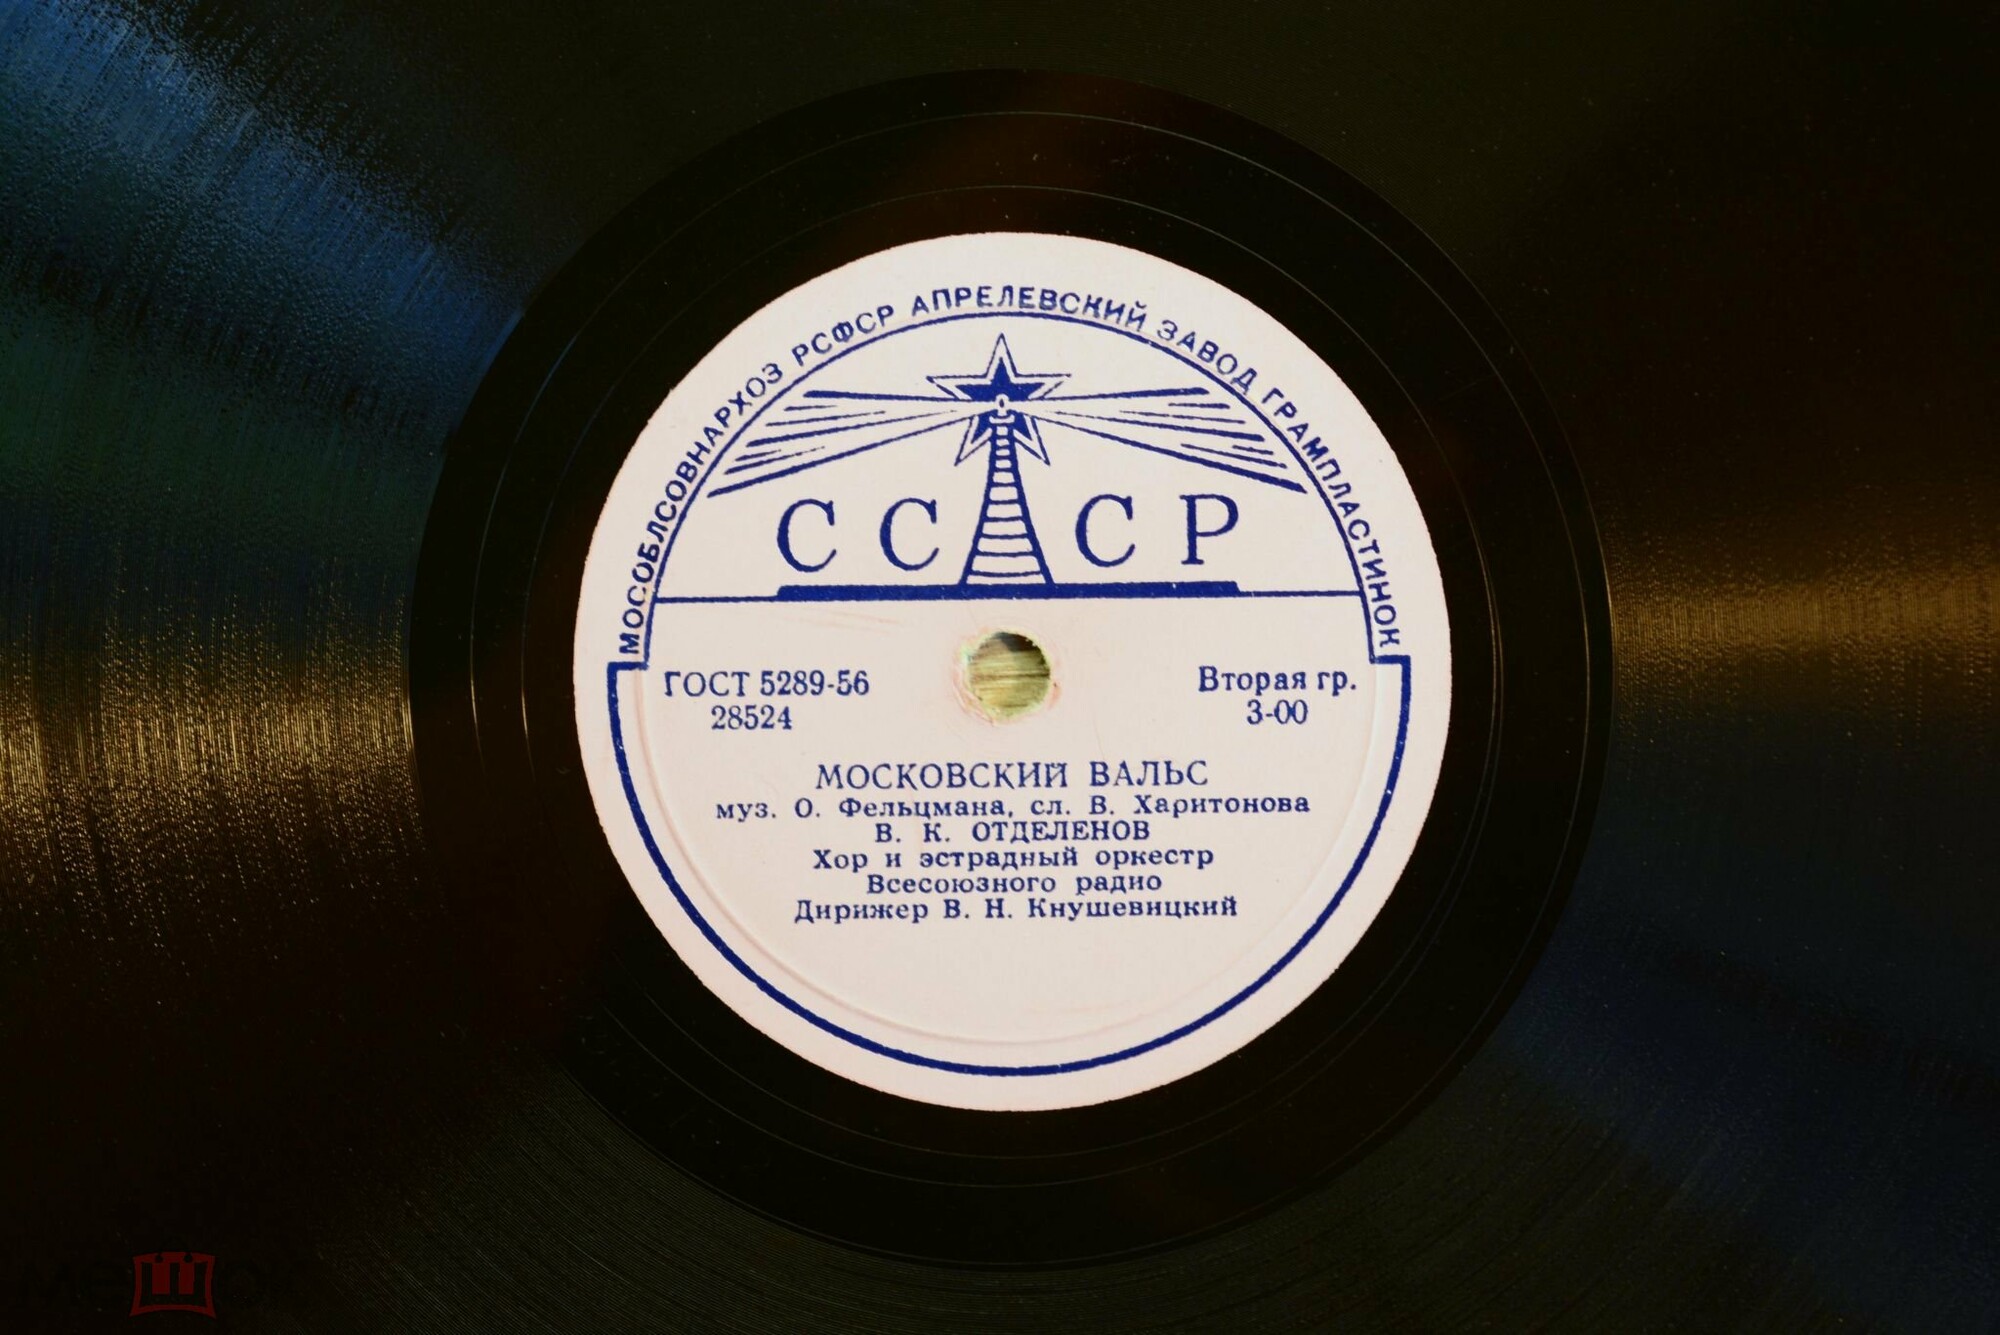 МОСОБЛСОВНАРХОЗ РСФСР АПРЕЛЕВСКИЙ ЗАВОД ГРАМПЛАСТИНОК
СССР
ГОСТ 5289-56
28524
Вторая гр.
3-00
МОСКОВСКИЙ ВАЛЬС
муз. О. Фельцмана, сл. В. Харитонова
В. К. ОТДЕЛЕНОВ
Хор и эстрадный оркестр
Всесоюзного радио
Дирижер В. Н. Кнушевицкий
мешок